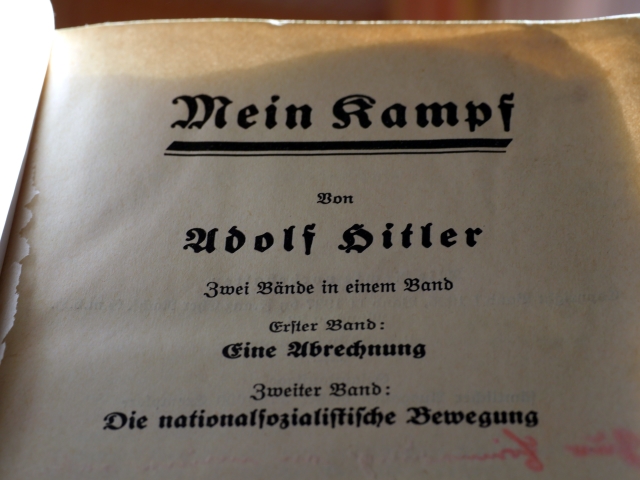 Mein Kampf
Von
Adolf Hitler
Zwei Bände in einem Band
Erster Band:
Eine Abrechnung
Zweiter Band:
Die nationalsozialistische Bewegung